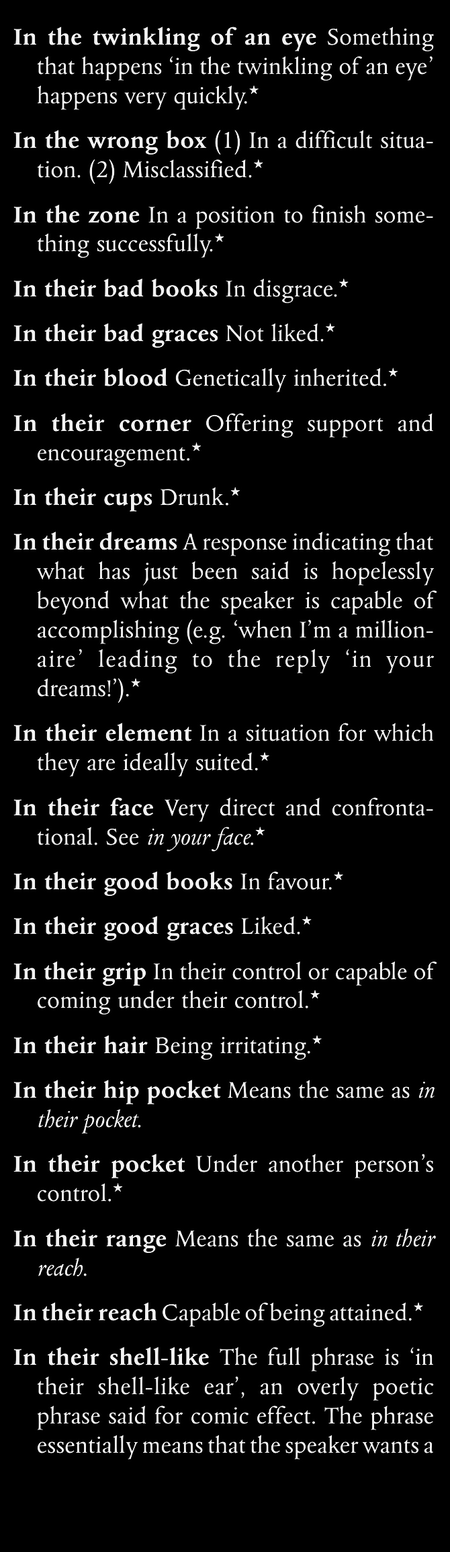 In the twinkling of an eye Something
that happens ‘in the twinkling of an eye’
happens very quickly.★
In the wrong box (1) In a difficult situa-
tion. (2) Misclassified.★
In the zone In a position to finish some-
thing successfully.★
In their bad books In disgrace.★
In their bad graces Not liked.★
In their blood Genetically inherited.★
In their corner Offering support and
encouragement.★
In their cups Drunk.★
In their dreams A response indicating that
what has just been said is hopelessly
beyond what the speaker is capable of
accomplishing (e.g. ‘when I’m a million-
aire’ leading to the reply ‘in your
dreams!’).★
In their element In a situation for which
they are ideally suited.★
In their face Very direct and confronta-
tional. See in your face.★
In their good books In favour.★
In their good graces Liked.★
In their grip In their control or capable of
coming under their control.★
In their hair Being irritating.★
In their hip pocket Means the same as in
their pocket.
In their pocket Under another person’s
control.★
In their range Means the same as in their
reach.
In their reach Capable of being attained.★
In their shell-like The full phrase is ‘in
their shell-like ear’, an overly poetic
phrase said for comic effect. The phrase
essentially means that the speaker wants a